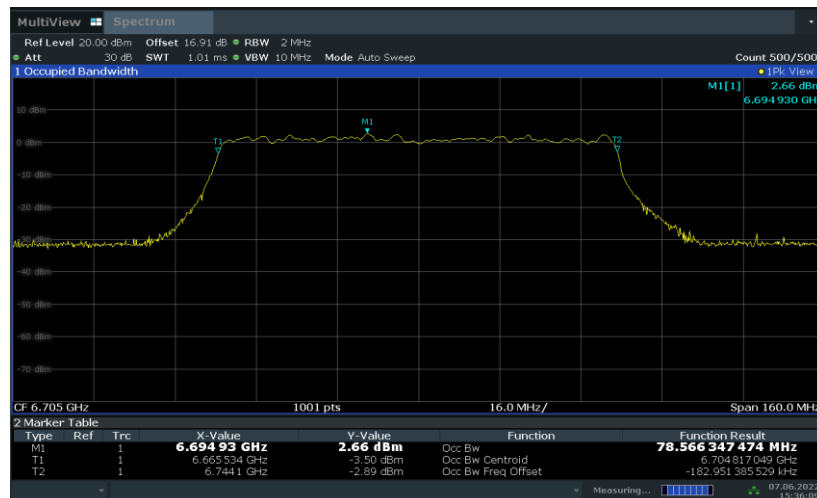 MultiView Spectrum
Ref Level 20.00 dBm Offset 16.91 dB RBW 2 MHz
Att 30 dB SWT 1.01 ms VBW 10 MHz Mode Auto Sweep Count 500/500
1 Occupied Bandwidth 1Pk View
M1[1] 2.66 dBm
6.694 930 GH
10 dBm
M1
0 dBm
T1
T2
-10 dBm
-20 dBm
-30 dBm
-40 dBm
-50 dBm
-60 dBm
-70 dBm
CF 6.705 GHz 1001 pts 16.0 MHz/ Span 160.0 MHz
2 Marker Table
Type Ref Trc X-Value Y-Value Function Function Result
M1 1 6.694 93 GHz 2.66 dBm Occ Bw 78.566 347 474 MHz
T1 1 6.665 534 GHz -3.50 dBm Occ Bw Centroid 6.704 817 049 GHz
T2 1 6.744 1 GHz -2.89 dBm Occ Bw Freq Offset -182.951 385 529 kHz
Measuring...
07.06.2022
15:36:09